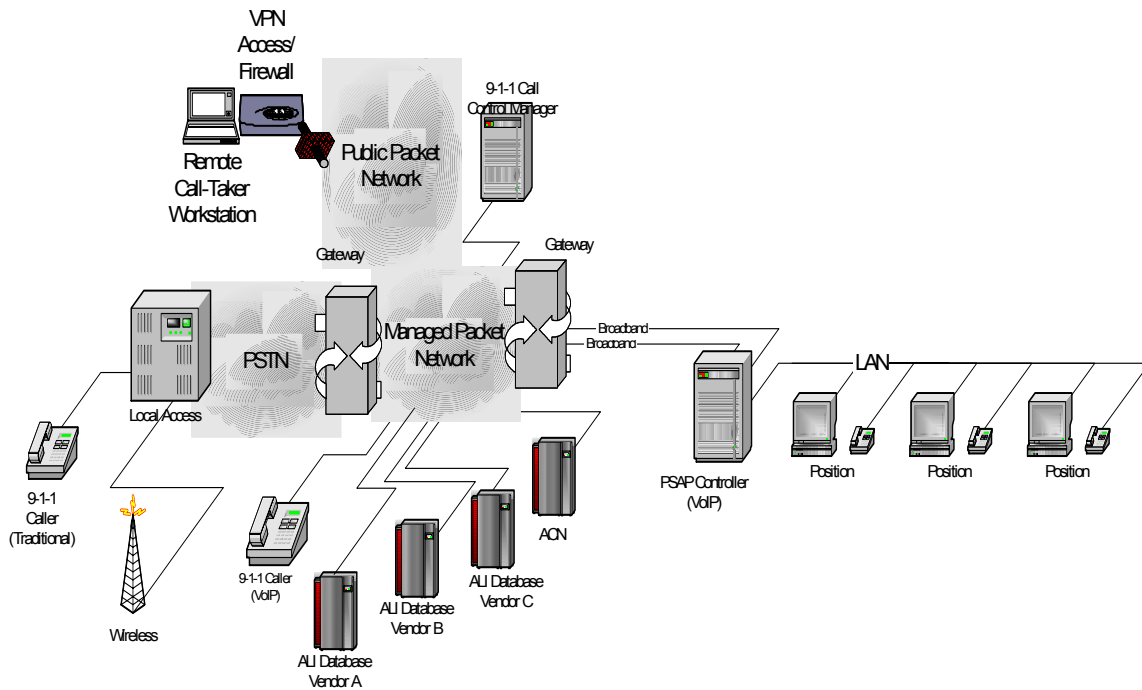 VPN
Access/
Firewall
9-1-1 Call
Control Manager
Public Packet
Network
Remote
Call-Taker
Workstation
Gateway
Gateway
Managed Packet
Network
Broadband
Broadband
PSTN
LAN
Local Access
Position
Position
Position
PSAP Controller
(VoIP)
9-1-1
Caller
(Traditional)
ACN
9-1-1 Caller
(VoIP)
ALI Database
Vendor C
ALI Database
Vendor B
Wireless
ALI Database
Vendor A